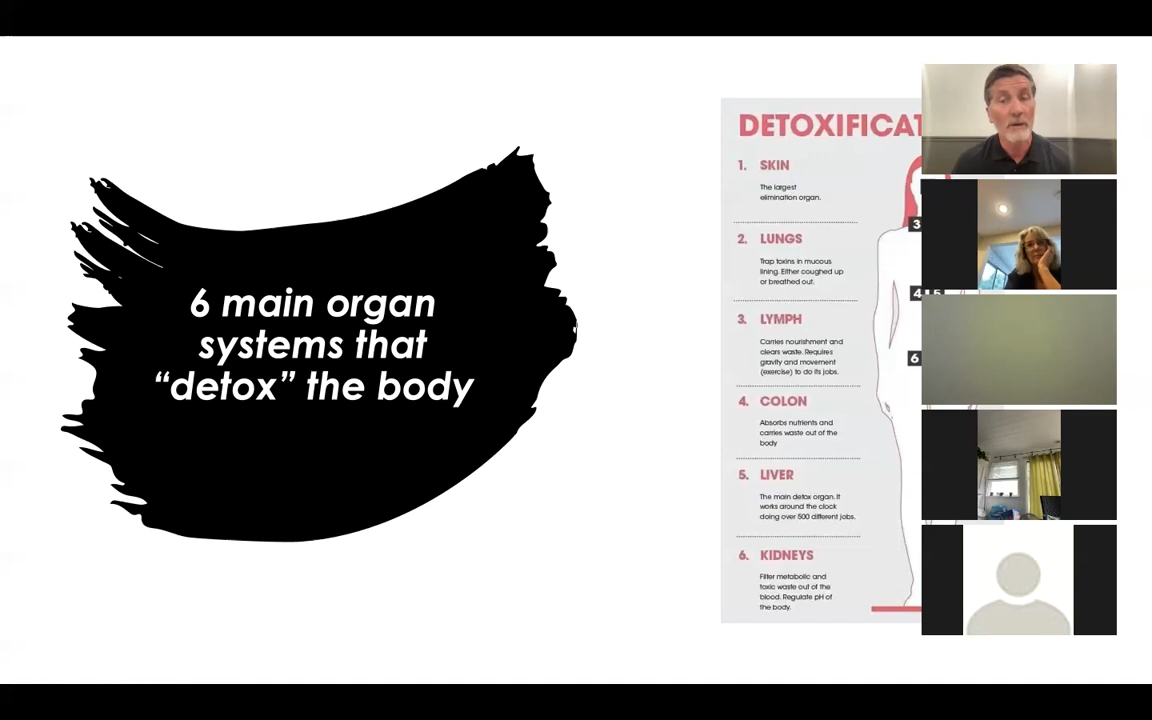 6 main organ
systems that
“detox” the body
DETOXIFICAT
1. SKIN
The largest
elimination organ.
2. LUNGS
Trap toxins in mucous
lining. Either coughed up
or breathed out.
3. LYMPH
Carries nourishment and
clears waste. Requires
gravity and movement
(exercise) to do its jobs.
4. COLON
Absorbs nutrients and
carries waste out of the
body
5. LIVER
The main detox organ. It
works around the clock
doing over 500 different jobs.
6. KIDNEYS
Filter metabolic and
toxic waste out of the
blood. Regulate pH of
the body.
3
4
6